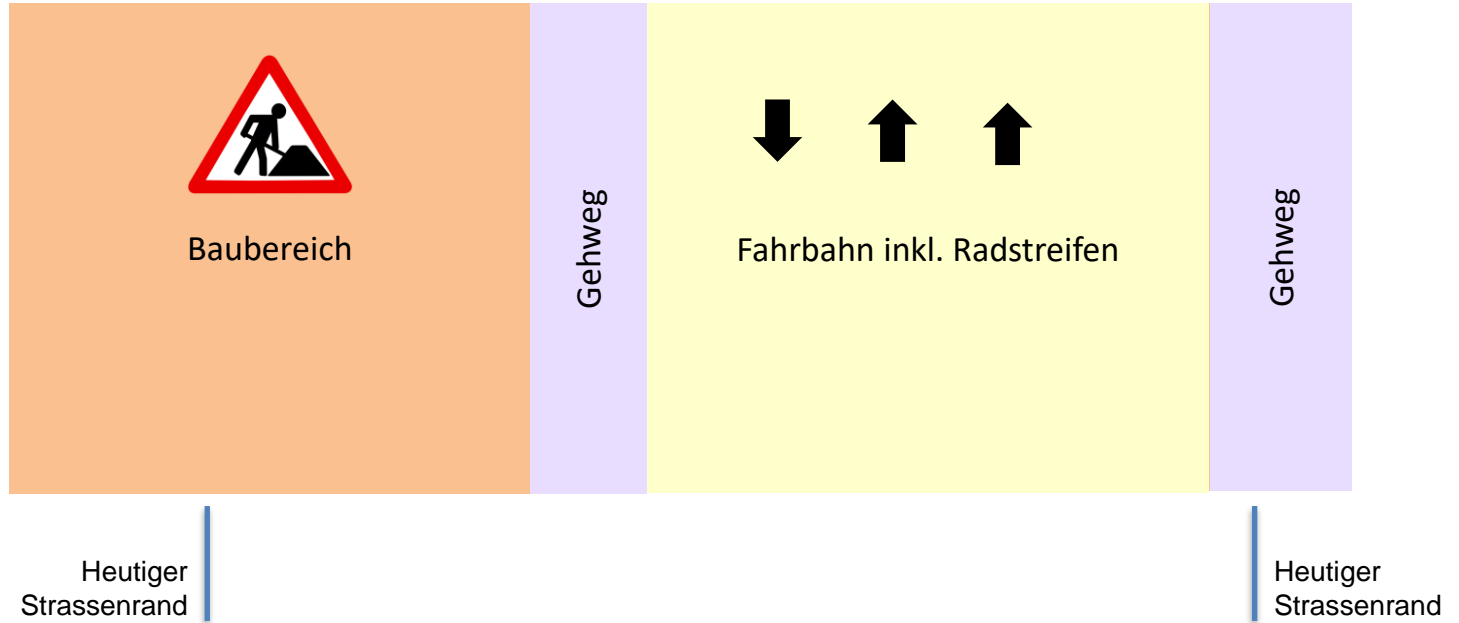 Baubereich
Gehweg
Fahrbahn inkl. Radstreifen
Gehweg
Heutiger
Strassenrand
Heutiger
Strassenrand